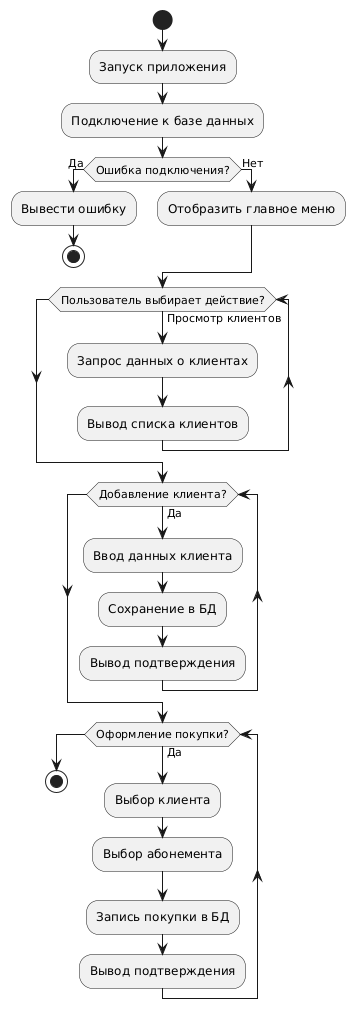 Запуск приложения
Подключение к базе данных
Ошибка подключения?
Да
Нет
Вывести ошибку
Отобразить главное меню
Пользователь выбирает действие?
Просмотр клиентов
Запрос данных о клиентах
Вывод списка клиентов
Добавление клиента?
Да
Ввод данных клиента
Сохранение в БД
Вывод подтверждения
Оформление покупки?
Да
Выбор клиента
Выбор абонемента
Запись покупки в БД
Вывод подтверждения